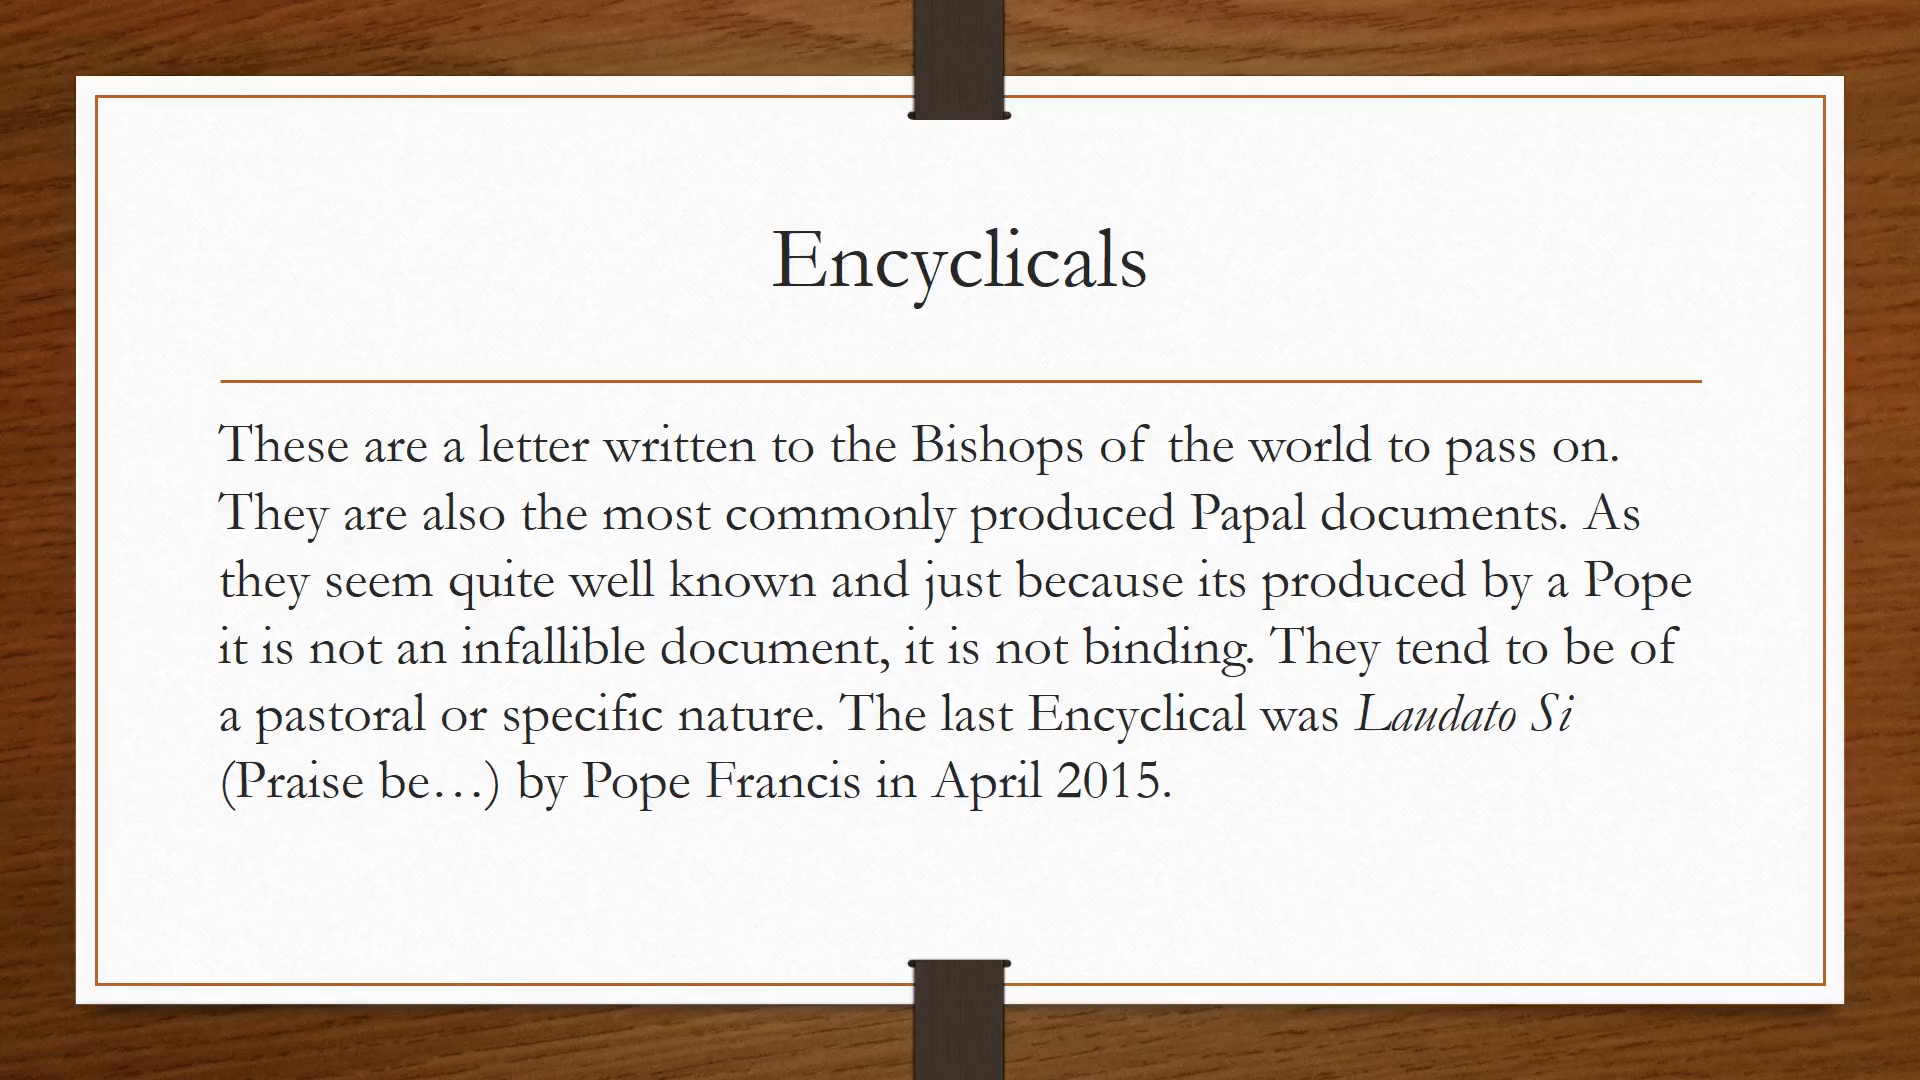 Encyclicals
These are a letter written to the Bishops of the world to pass on.
They are also the most commonly produced Papal documents. As
they seem quite well known and just because its produced by a Pope
it is not an infallible document, it is not binding. They tend to be of
a pastoral or specific nature. The last Encyclical was Laudato Si
(Praise be…) by Pope Francis in April 2015.